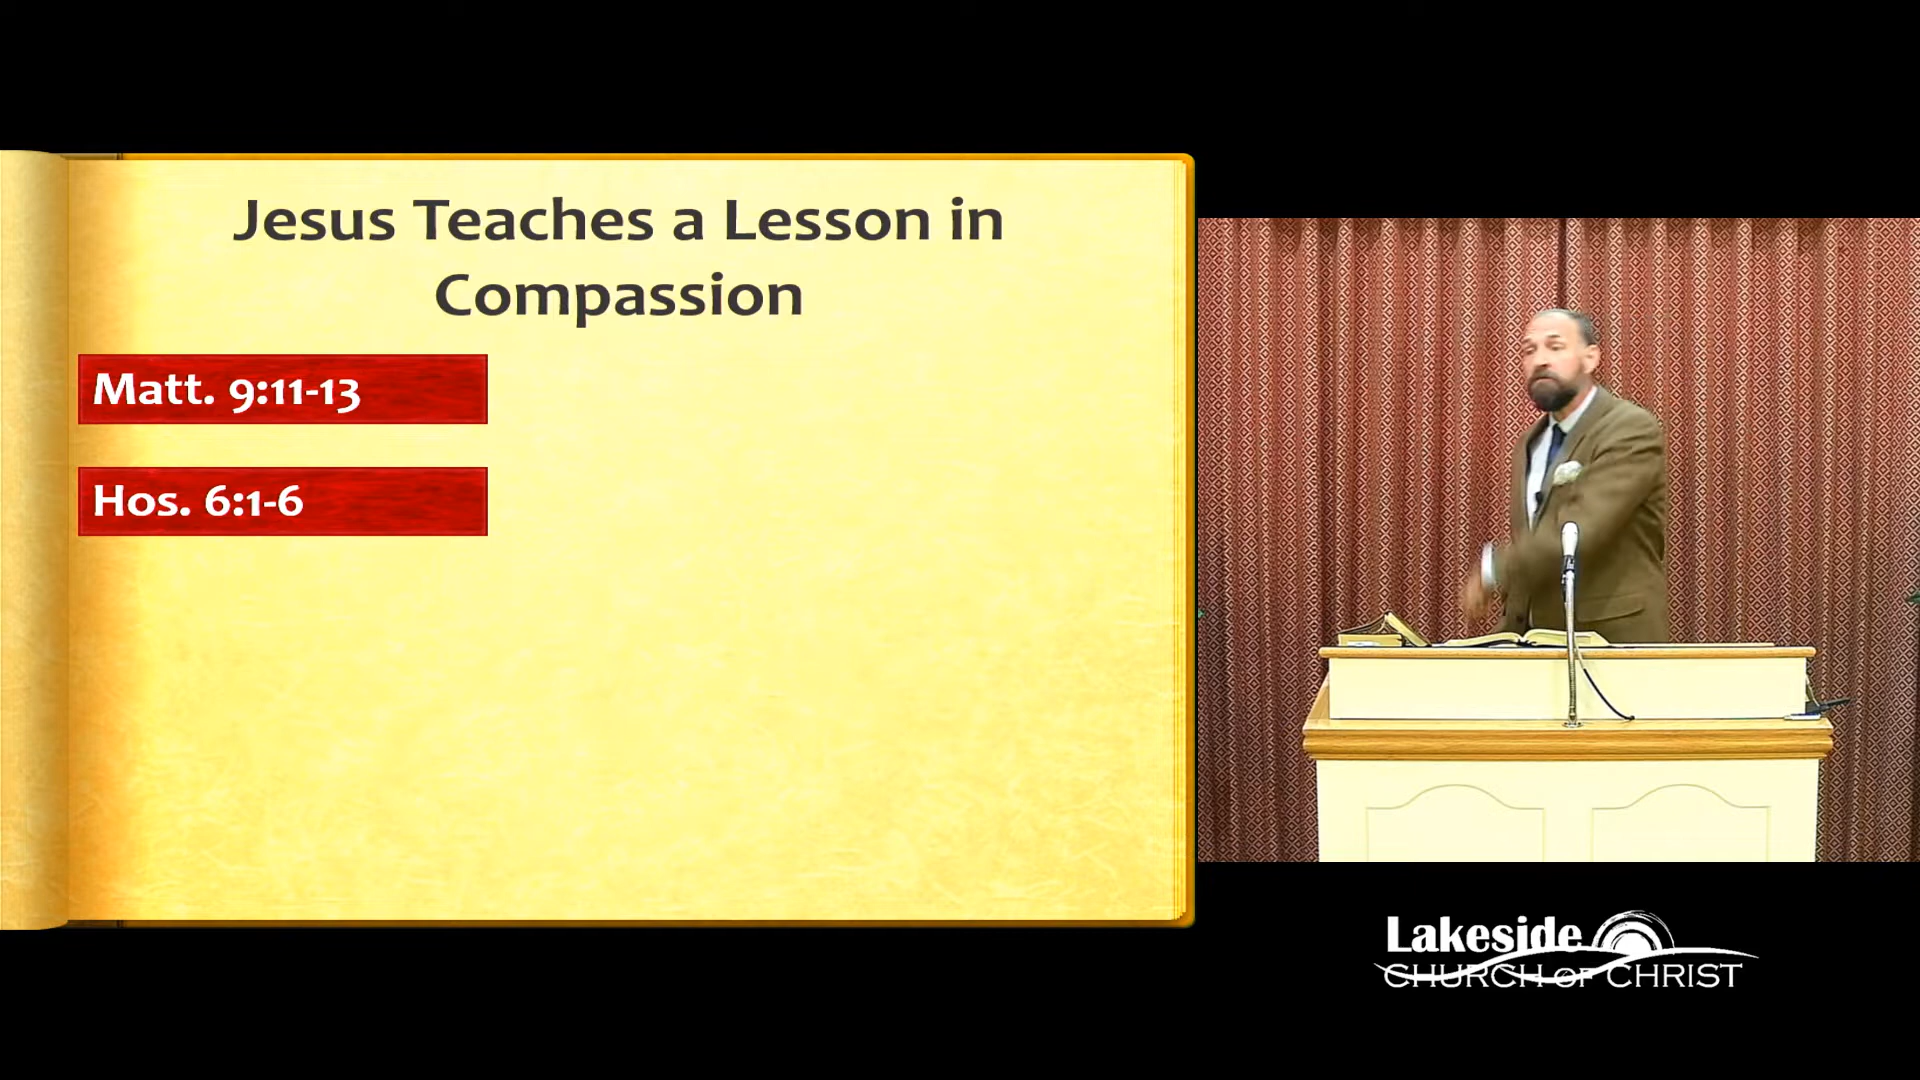 Jesus Teaches a Lesson in
Compassion
Matt. 9:11-13
Hos. 6:1-6
Lakeside
CHURCH OF CHRIST